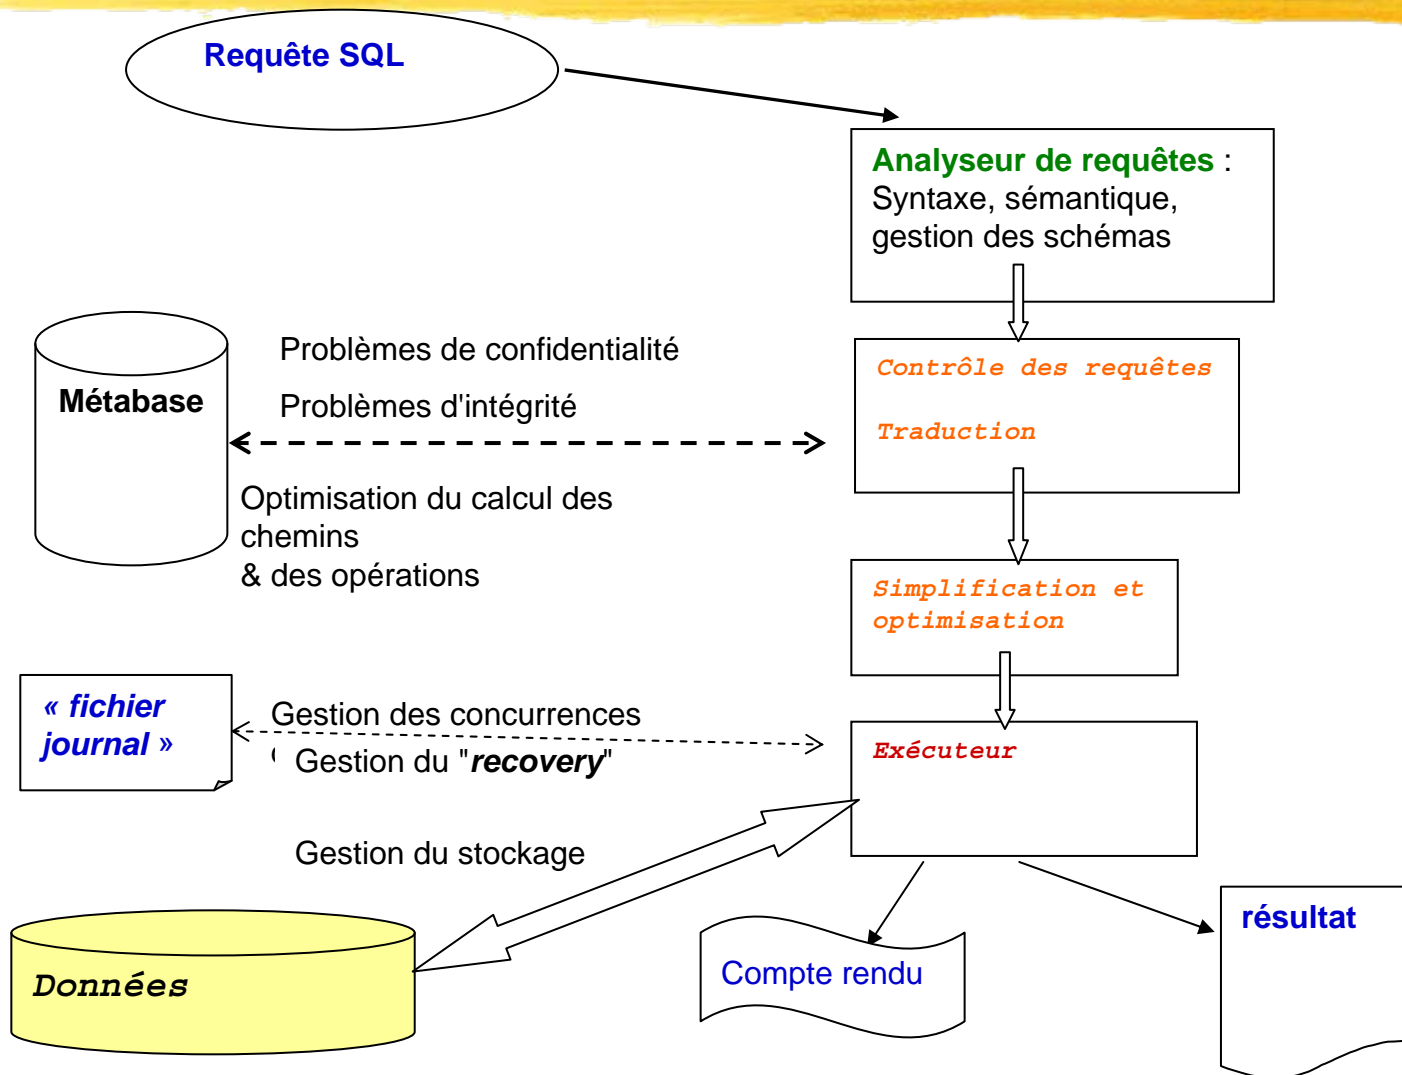 Requête SQL
Analyseur de requêtes :
Syntaxe, sémantique,
gestion des schémas
Problèmes de confidentialité
Métabase
Problèmes d'intégrité
Contrôle des requêtes
Traduction
Optimisation du calcul des
chemins
& des opérations
Simplification et
optimisation
« fichier
journal »
Gestion des concurrences
Gestion du "recovery"
Exécuteur
Gestion du stockage
Données
Compte rendu
résultat